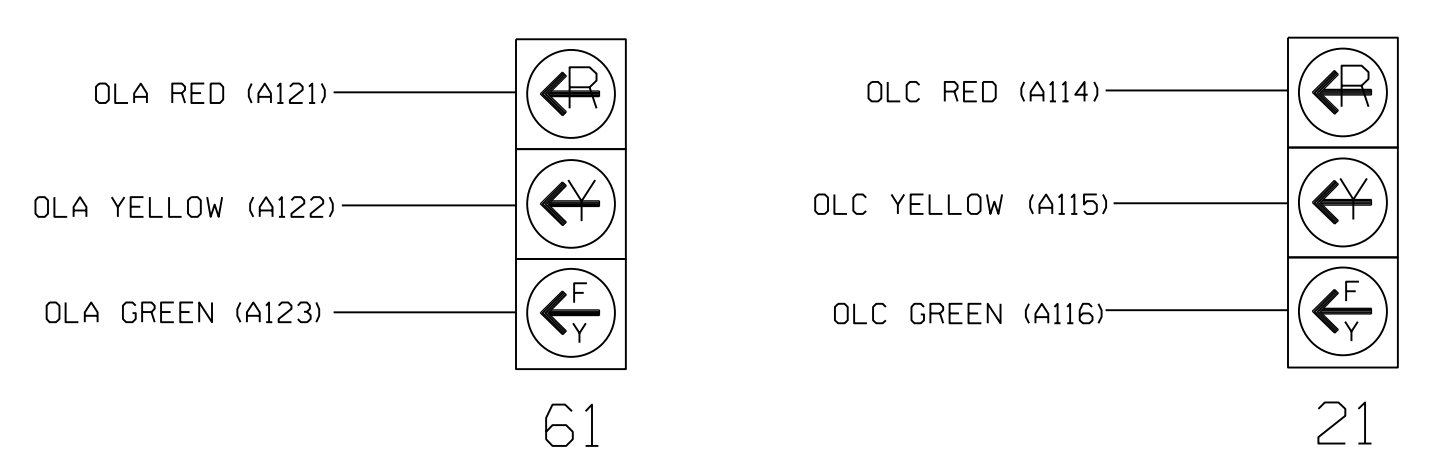 OLA RED (A121)
R
OLA YELLOW (A122)
Y
OLA GREEN (A123)
F
Y
61
OLC RED (A114)
R
OLC YELLOW (A115)
Y
OLC GREEN (A116)
F
Y
21